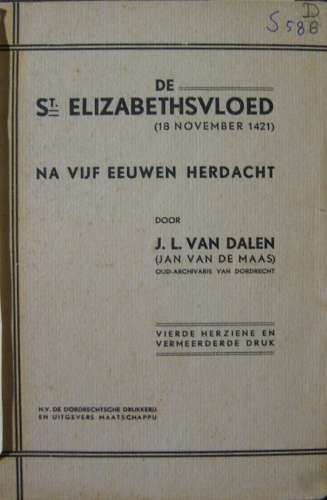 D
S 58B
DE
ST. ELIZABETHSVLOED
(18 NOVEMBER 1421)
NA VIJF EEUWEN HERDACHT
DOOR
J. L. VAN DALEN
(JAN VAN DE MAAS)
OUD-ARCHIVARIS VAN DORDRECHT
VIERDE HERZIENE EN
VERMEERDERDE DRUK
N.V. DE DORDRECHTSCHE DRUKKERIJ
EN UITGEVERS MAATSCHAPPIJ